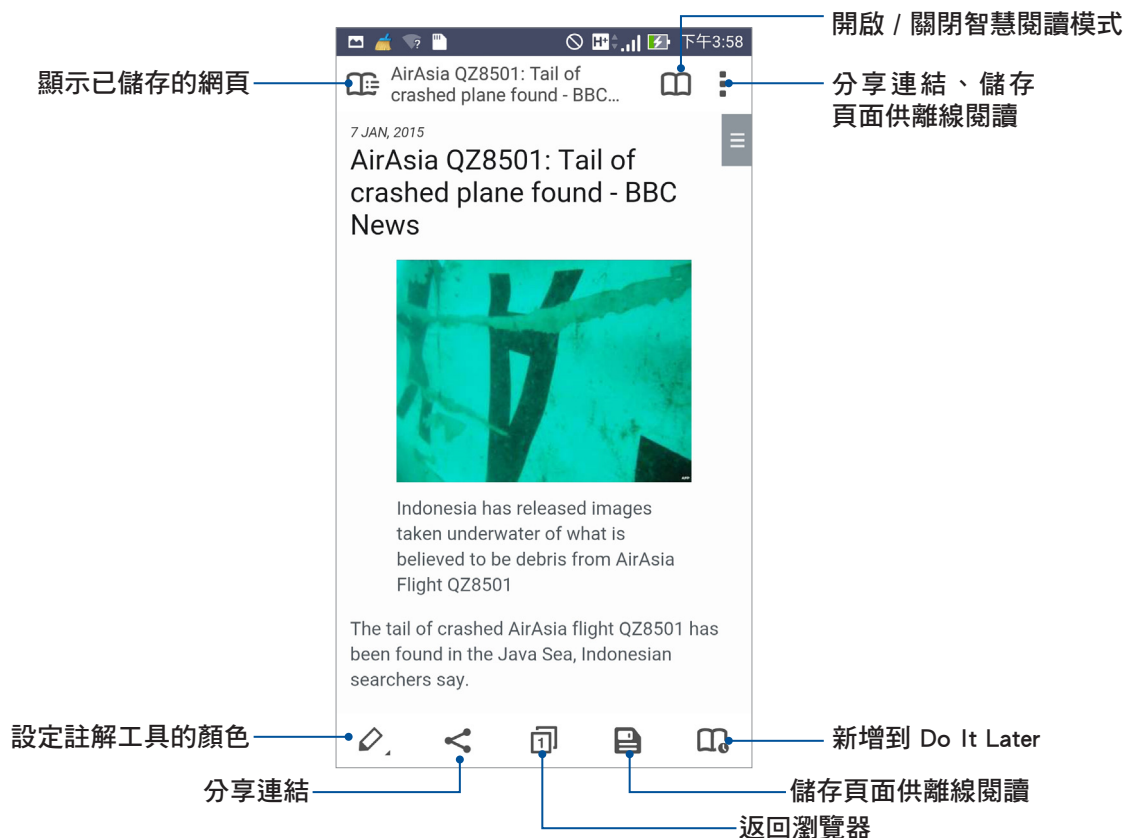 開啟 / 關閉智慧閱讀模式
下午3:58
顯示已儲存的網頁
AirAsia QZ8501: Tail of
crashed plane found - BBC...
分享連結、儲存
頁面供離線閱讀
7 JAN, 2015
AirAsia QZ8501: Tail of
crashed plane found - BBC
News
AFP
Indonesia has released images
taken underwater of what is
believed to be debris from AirAsia
Flight QZ8501
The tail of crashed AirAsia flight QZ8501 has
been found in the Java Sea, Indonesian
searchers say.
設定註解工具的顏色
1
新增到 Do It Later
分享連結
儲存頁面供離線閱讀
返回瀏覽器